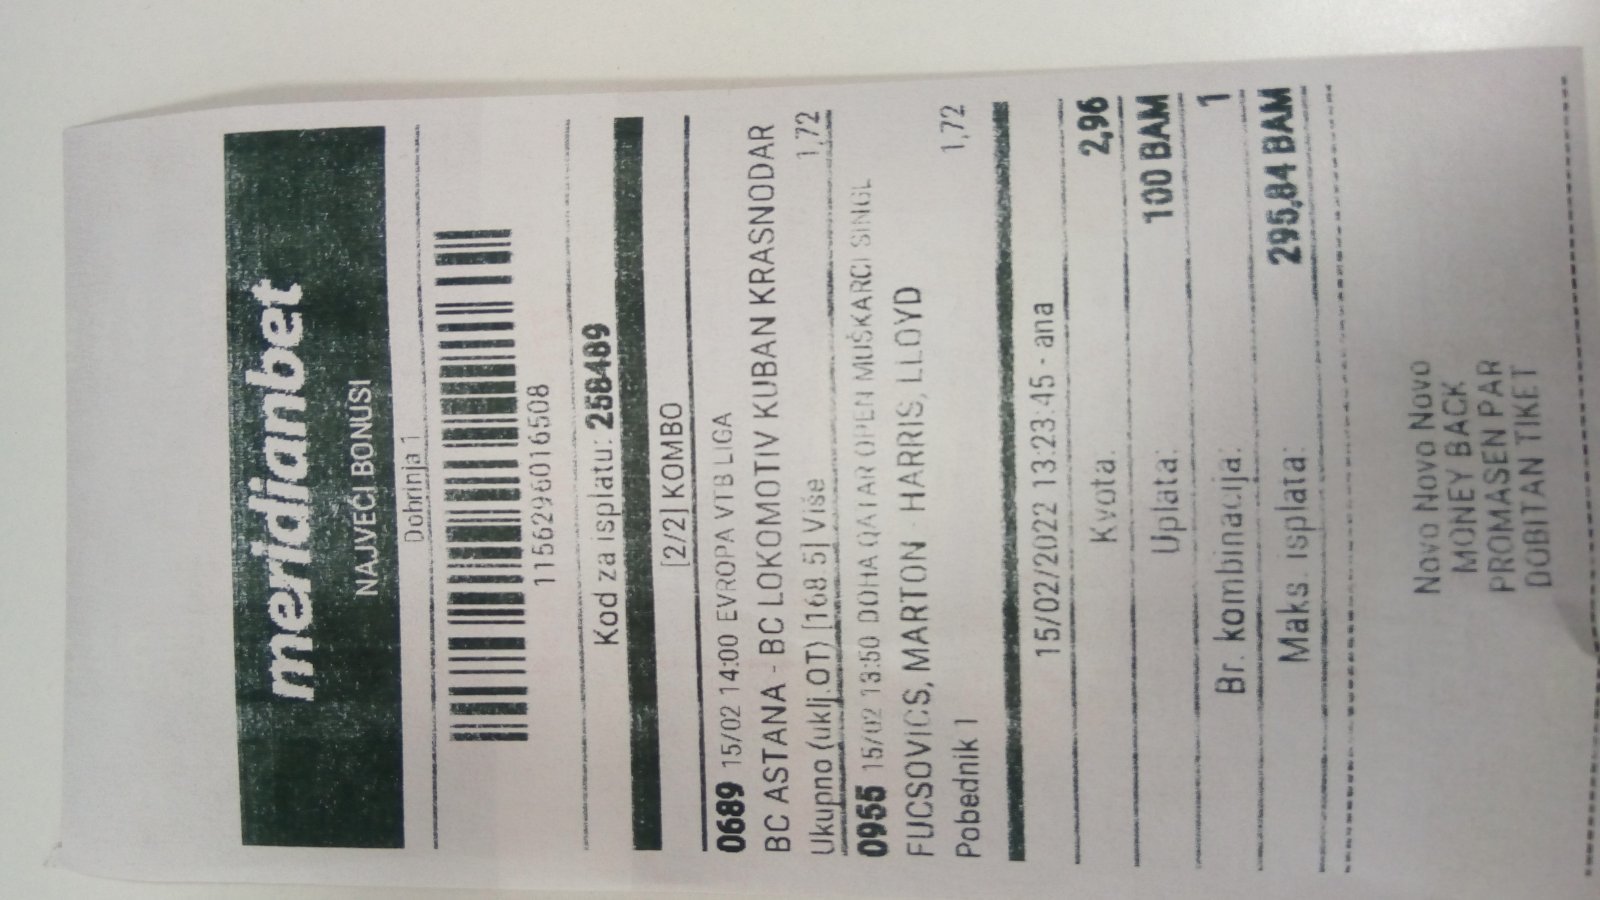 meridianbet
NAJVEĆI BONUSI
Dobrinja 1
1156296016508
Kod za isplatu: 258489
[2/2] KOMBO
0689 15/02 14:00 EVROPA VTB LIGA
BC ASTANA - BC LOKOMOTIV KUBAN KRASNODAR
Ukupno (uklj.OT) [168.5] Više 1,72
0955 15/02 13:50 DOHA QATAR OPEN MUŠKARCI SINGL
FUCSOVICS, MARTON - HARRIS, LLOYD
Pobednik 1 1,72
15/02/2022 13:23:45 - ana
Kvota: 2,96
Uplata: 100 BAM
Br. kombinacija: 1
Maks. isplata: 295,84 BAM
Novo Novo Novo
MONEY BACK
PROMASEN PAR
DOBITAN TIKET